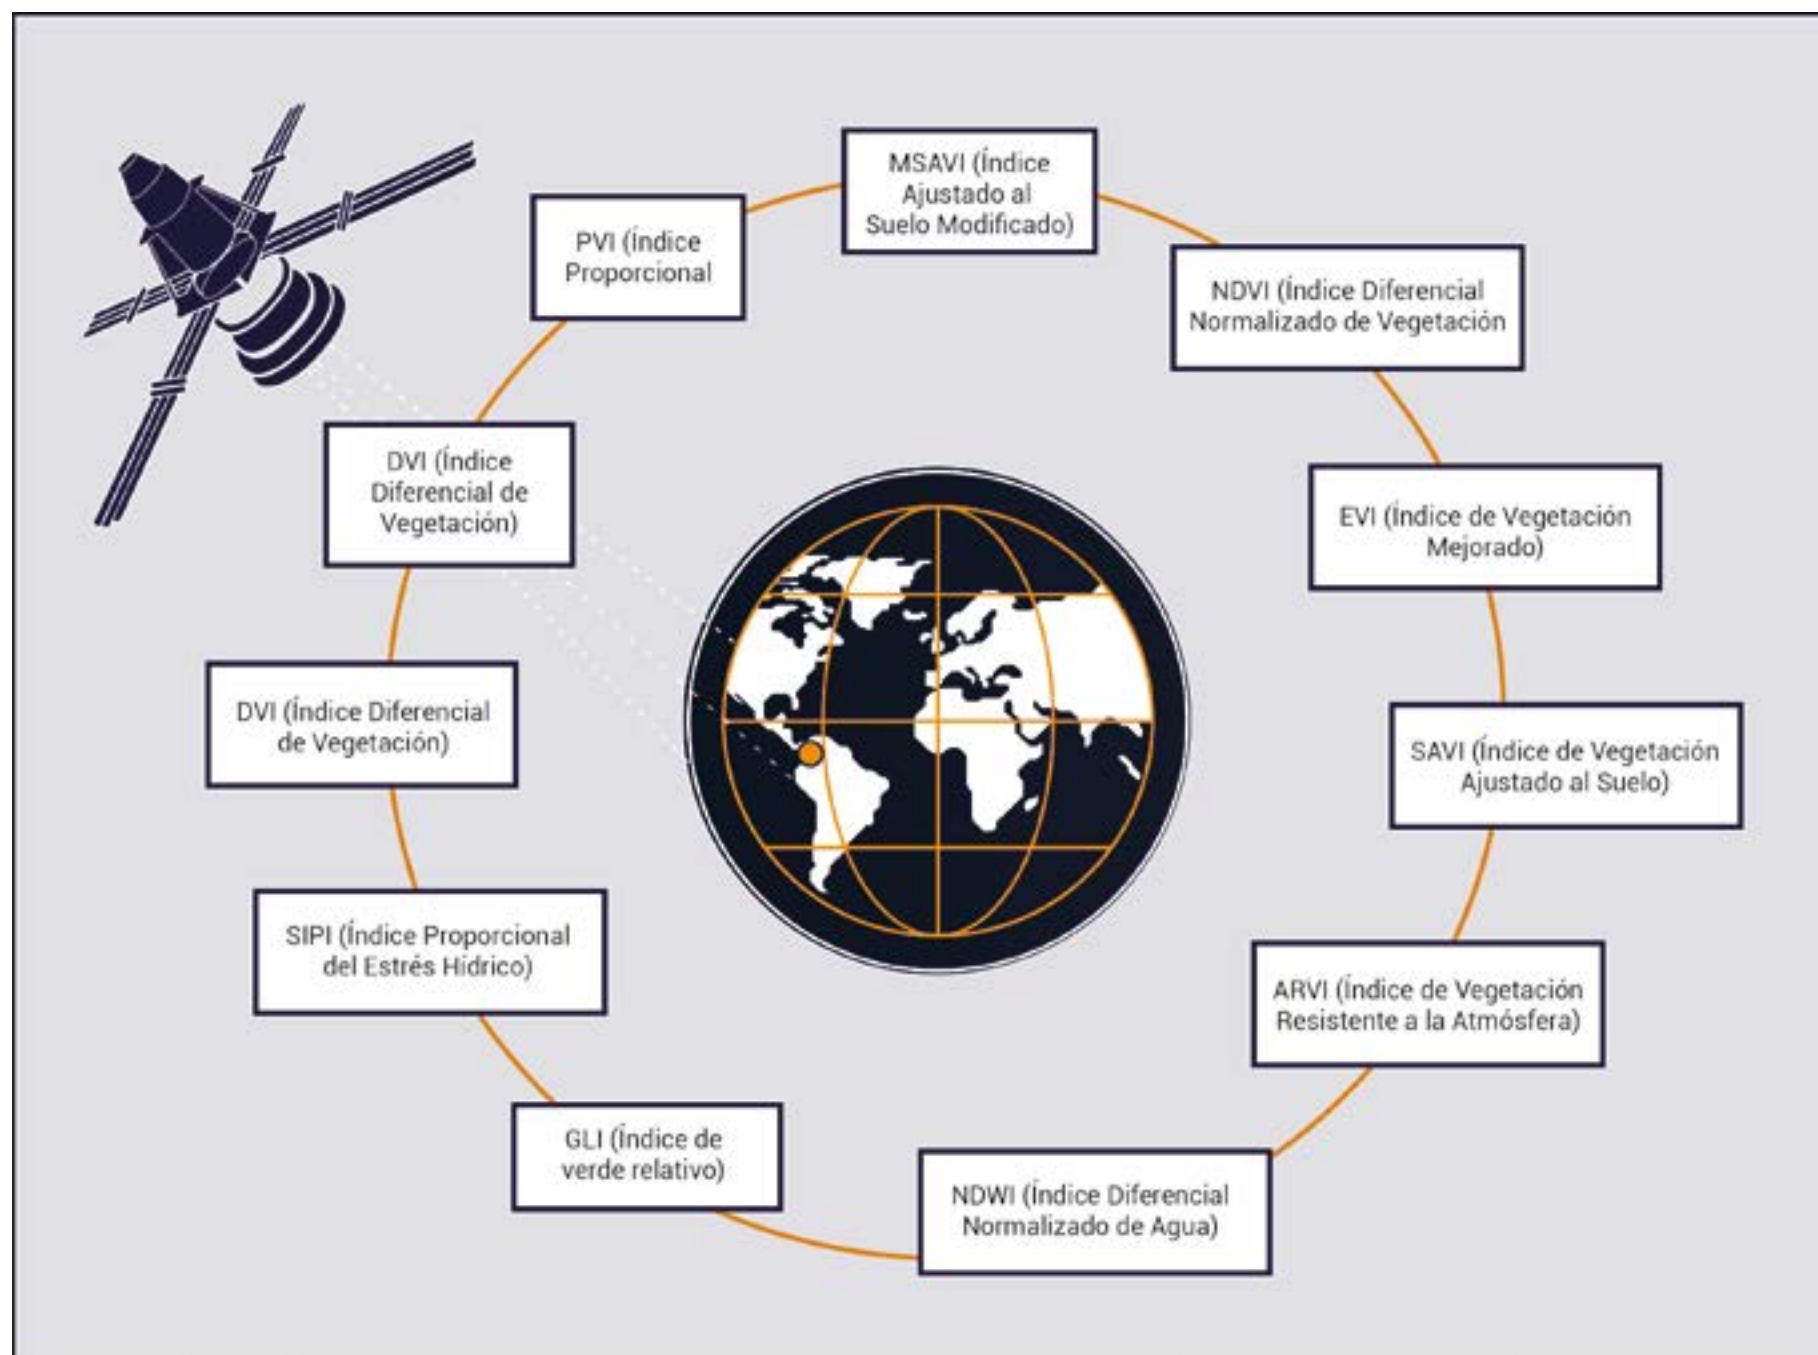 MSAVI (Índice
Ajustado al
Suelo Modificado)
PVI (Índice
Proporcional
NDVI (Índice Diferencial
Normalizado de Vegetación
DVI (Índice
Diferencial de
Vegetación)
EVI (Índice de Vegetación
Mejorado)
DVI (Índice Diferencial
de Vegetación)
SAVI (Índice de Vegetación
Ajustado al Suelo)
SIPI (Índice Proporcional
del Estrés Hídrico)
ARVI (Índice de Vegetación
Resistente a la Atmósfera)
GLI (Índice de
verde relativo)
NDWI (Índice Diferencial
Normalizado de Agua)